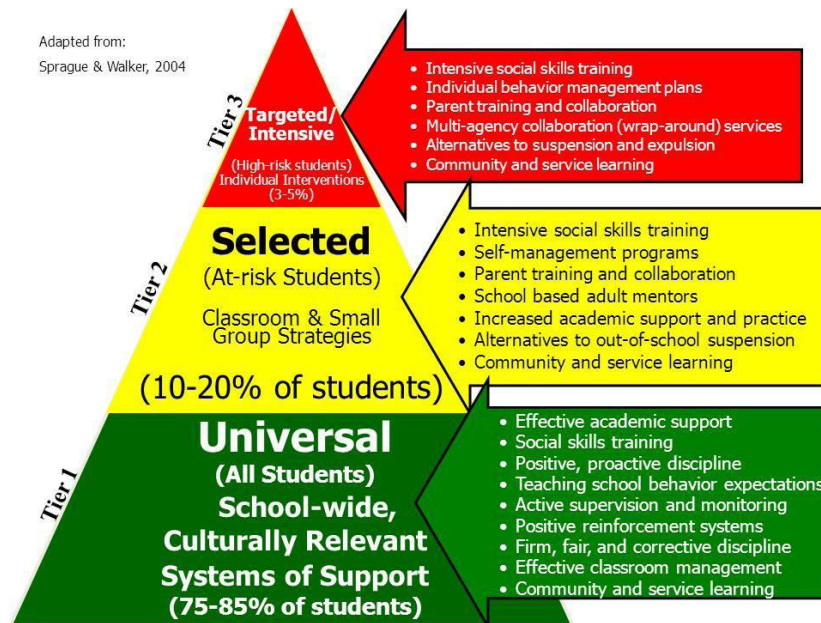 Adapted from:
Sprague & Walker, 2004
Tier 3
Targeted/
Intensive
(High-risk students)
Individual Interventions
(3-5%)
• Intensive social skills training
• Individual behavior management plans
• Parent training and collaboration
• Multi-agency collaboration (wrap-around) services
• Alternatives to suspension and expulsion
• Community and service learning
Tier 2
Selected
(At-risk Students)
Classroom & Small
Group Strategies
(10-20% of students)
• Intensive social skills training
• Self-management programs
• Parent training and collaboration
• School based adult mentors
• Increased academic support and practice
• Alternatives to out-of-school suspension
• Community and service learning
Tier 1
Universal
(All Students)
School-wide,
Culturally Relevant
Systems of Support
(75-85% of students)
• Effective academic support
• Social skills training
• Positive, proactive discipline
• Teaching school behavior expectations
• Active supervision and monitoring
• Positive reinforcement systems
• Firm, fair, and corrective discipline
• Effective classroom management
• Community and service learning